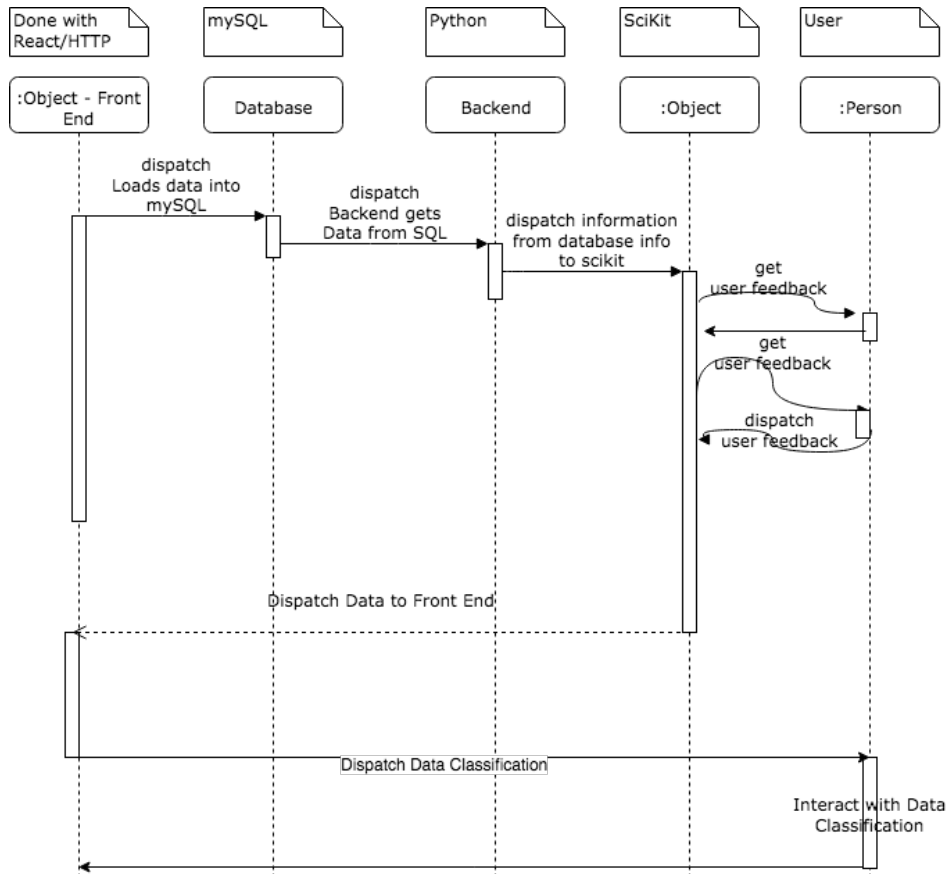 Done with
React/HTTP
mySQL
Python
SciKit
User
:Object - Front
End
Database
Backend
:Object
:Person
dispatch
Loads data into
mySQL
dispatch
Backend gets
Data from SQL
dispatch information
from database info
to scikit
get
user feedback
get
user feedback
dispatch
user feedback
Dispatch Data to Front End
Dispatch Data Classification
Interact with Data
Classification